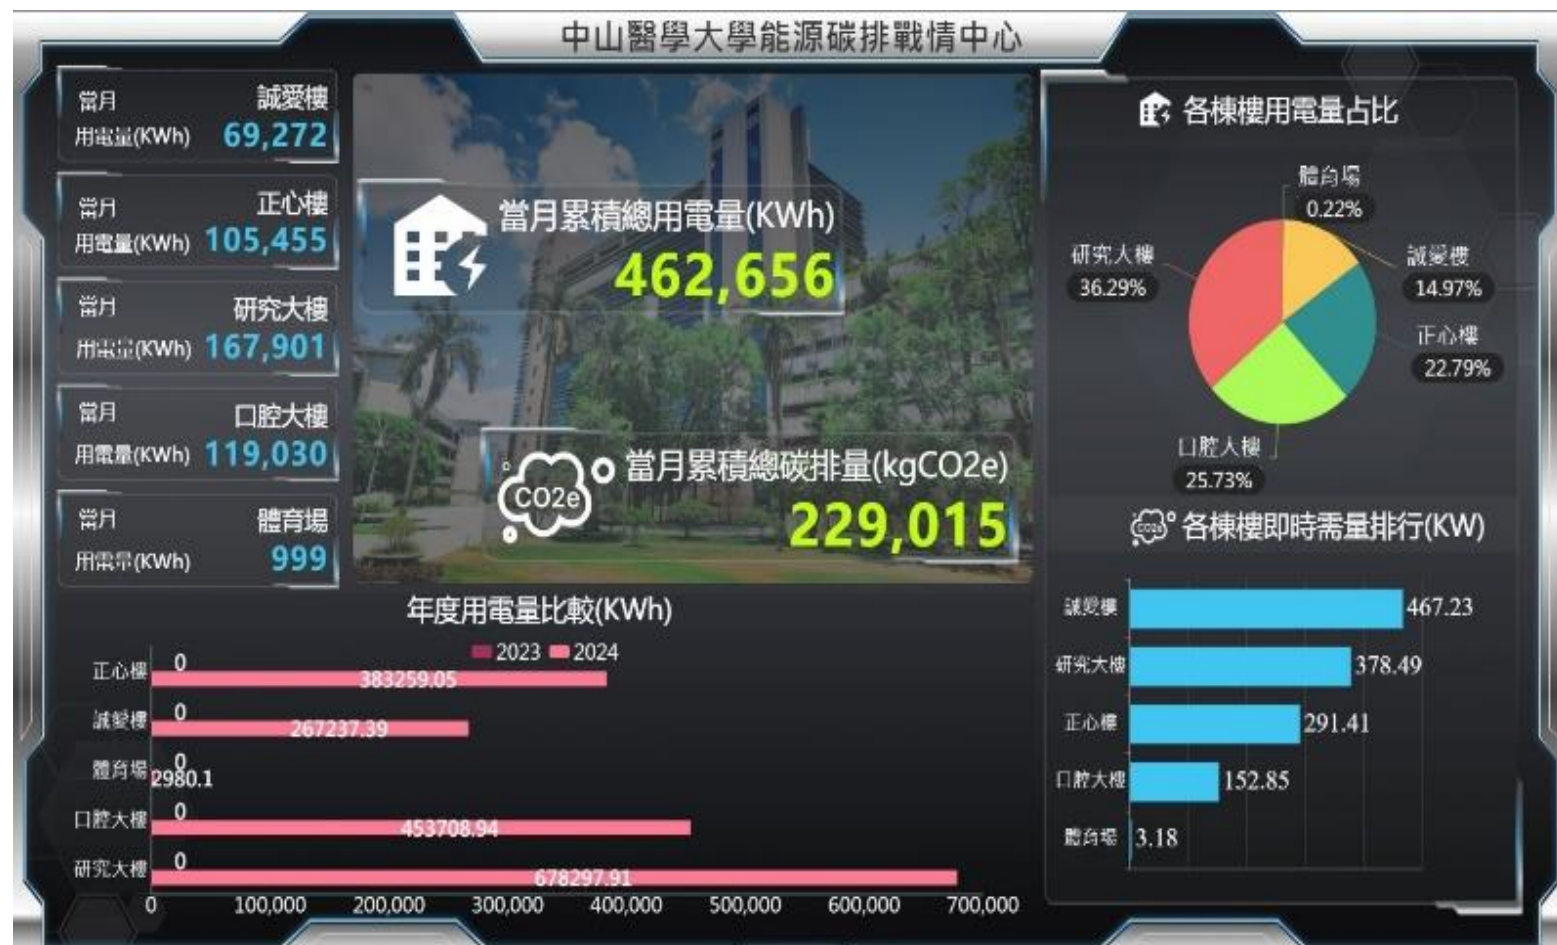 中山醫學大學能源碳排戰情中心
當月 誠愛樓
用電量(KWh) 69,272
當月 正心樓
用電量(KWh) 105,455
當月 研究大樓
用電量(KWh) 167,901
當月 口腔大樓
用電量(KWh) 119,030
當月 體育場
用電量(KWh) 999
當月累積總用電量(KWh)
462,656
CO2e
當月累積總碳排量(kgCO2e)
229,015
年度用電量比較(KWh)
2023 2024
正心樓 0
383259.05
誠愛樓 0
267237.39
體育場 0
2980.1
口腔大樓 0
453708.94
研究大樓 0
678297.91
0 100,000 200,000 300,000 400,000 500,000 600,000 700,000
各棟樓用電量占比
體育場
0.22%
研究大樓
36.29%
誠愛樓
14.97%
正心樓
22.79%
口腔大樓
25.73%
CO2e 各棟樓即時需量排行(KW)
誠愛樓 467.23
研究大樓 378.49
正心樓 291.41
口腔大樓 152.85
體育場 3.18